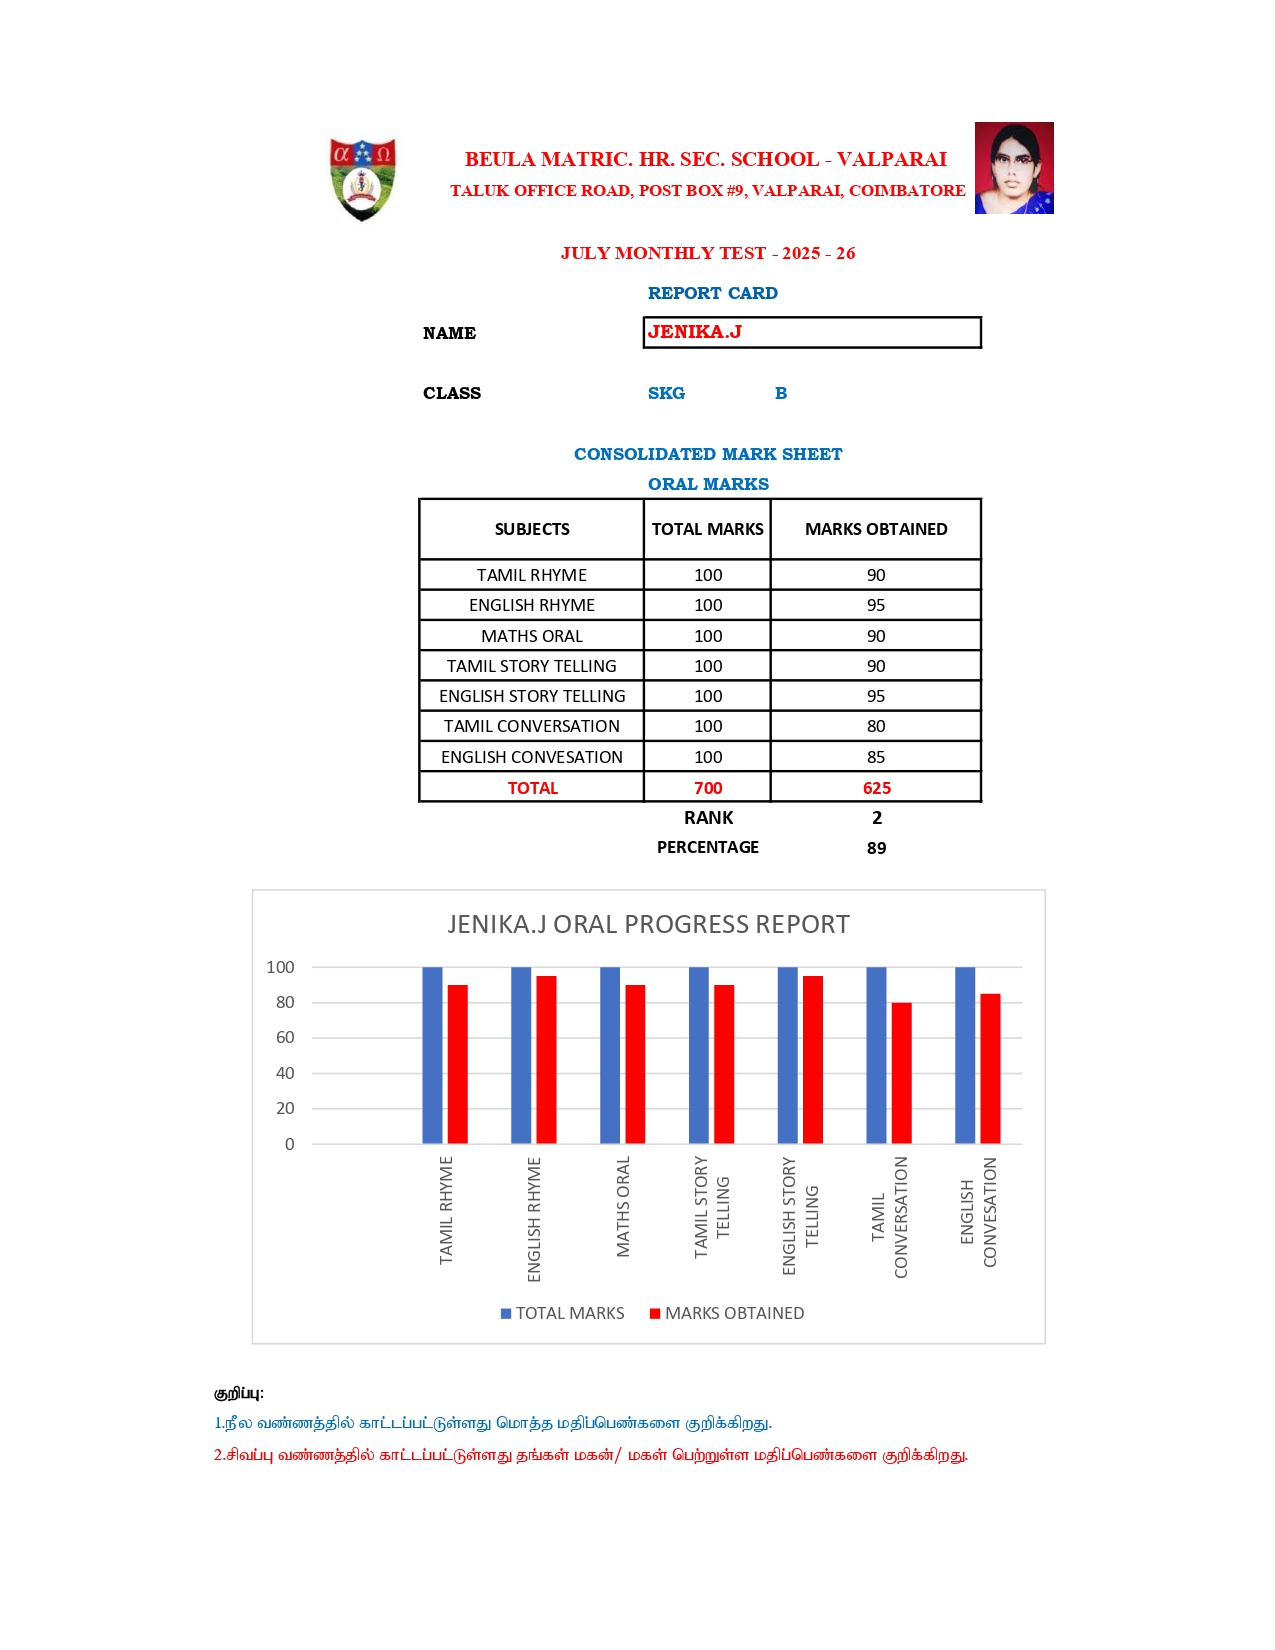 α Ω
BEULA MATRIC. HR. SEC. SCHOOL - VALPARAI
TALUK OFFICE ROAD, POST BOX #9, VALPARAI, COIMBATORE
JULY MONTHLY TEST - 2025 - 26
REPORT CARD
NAME JENIKA.J
CLASS SKG B
CONSOLIDATED MARK SHEET
ORAL MARKS
SUBJECTS TOTAL MARKS MARKS OBTAINED
TAMIL RHYME 100 90
ENGLISH RHYME 100 95
MATHS ORAL 100 90
TAMIL STORY TELLING 100 90
ENGLISH STORY TELLING 100 95
TAMIL CONVERSATION 100 80
ENGLISH CONVESATION 100 85
TOTAL 700 625
RANK 2
PERCENTAGE 89
JENIKA.J ORAL PROGRESS REPORT
100
80
60
40
20
0
TAMIL RHYME
ENGLISH RHYME
MATHS ORAL
TAMIL STORY
TELLING
ENGLISH STORY
TELLING
TAMIL
CONVERSATION
ENGLISH
CONVESATION
TOTAL MARKS MARKS OBTAINED
குறிப்பு:
1.நீல வண்ணத்தில் காட்டப்பட்டுள்ளது மொத்த மதிப்பெண்களை குறிக்கிறது.
2.சிவப்பு வண்ணத்தில் காட்டப்பட்டுள்ளது தங்கள் மகன்/ மகள் பெற்றுள்ள மதிப்பெண்களை குறிக்கிறது.